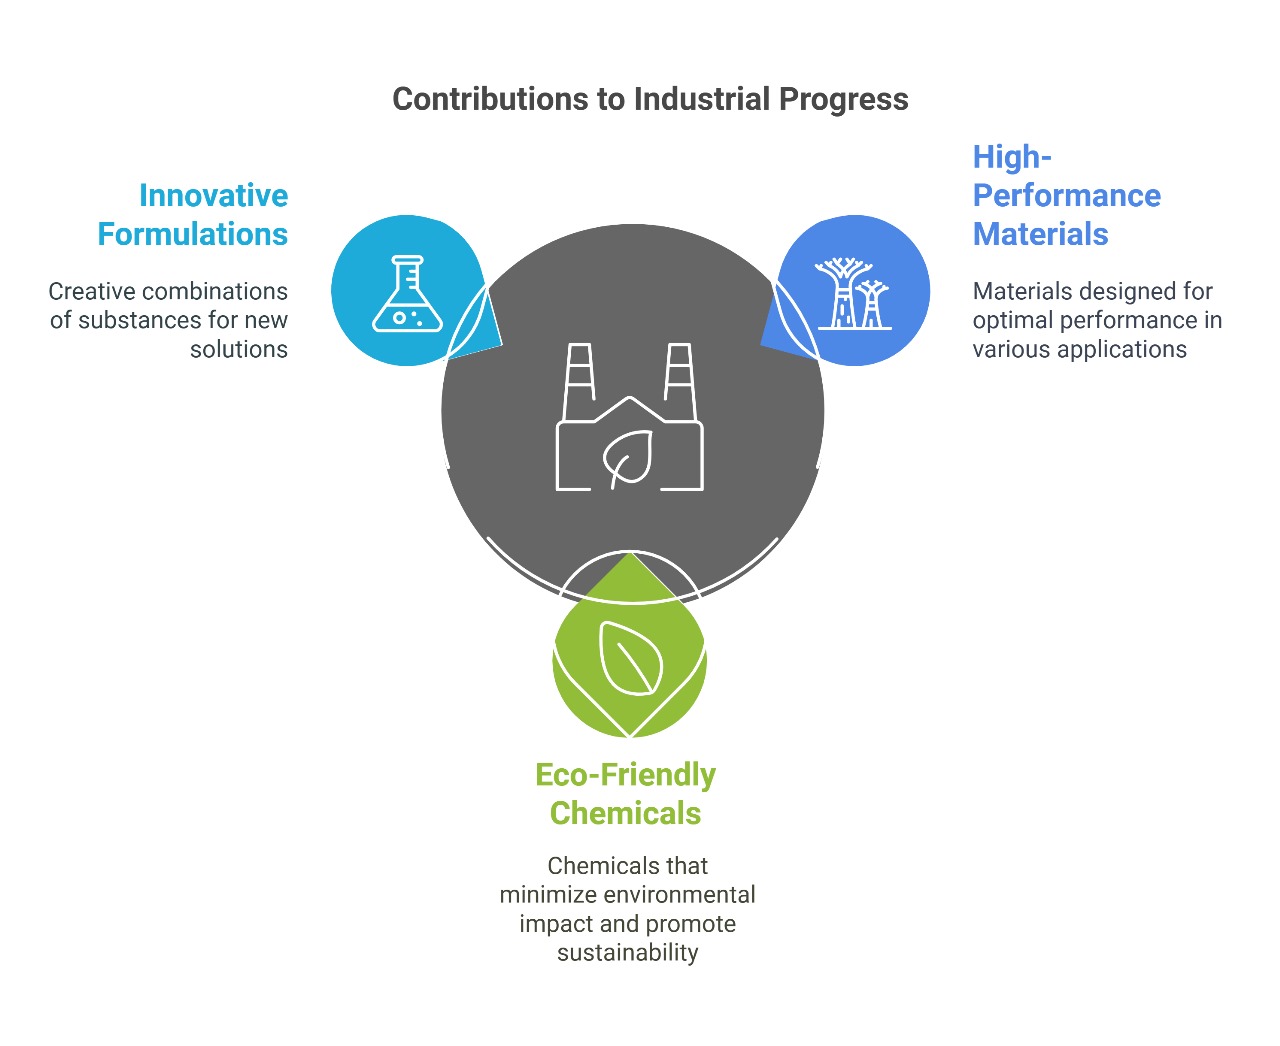 Contributions to Industrial Progress
Innovative
Formulations
Creative combinations
of substances for new
solutions
High-
Performance
Materials
Materials designed for
optimal performance in
various applications
Eco-Friendly
Chemicals
Chemicals that
minimize environmental
impact and promote
sustainability